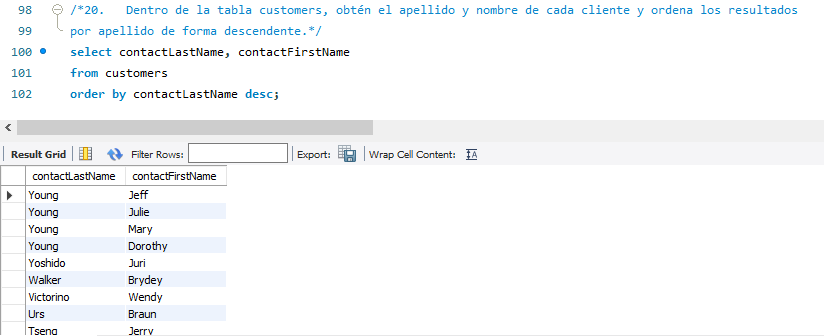 98 /*20. Dentro de la tabla customers, obtén el apellido y nombre de cada cliente y ordena los resultados
99 por apellido de forma descendente.*/
100 select contactLastName, contactFirstName
101 from customers
102 order by contactLastName desc;
Result Grid Filter Rows: Export: Wrap Cell Content:
contactLastName contactFirstName
Young Jeff
Young Julie
Young Mary
Young Dorothy
Yoshido Juri
Walker Brydey
Victorino Wendy
Urs Braun
Tseng Jerry